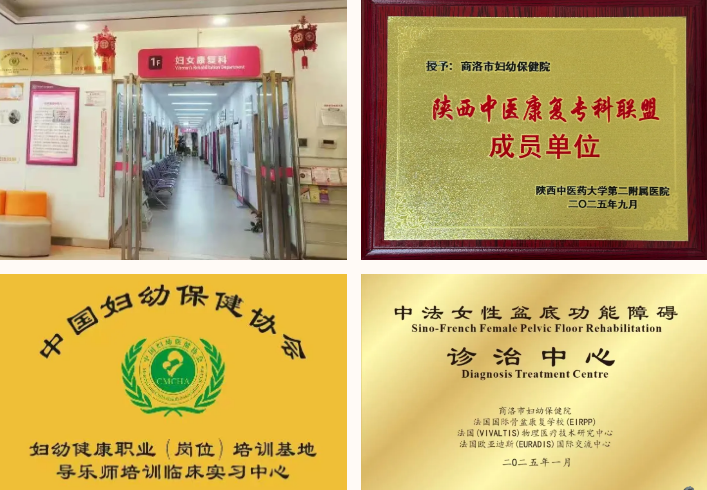 1F
妇女康复科
Women's Rehabilitation Department
授予：商洛市妇幼保健院
陕西中医康复专科联盟
成员单位
陕西中医药大学第二附属医院
二〇二五年九月
中国妇幼保健协会
CMCHA
妇幼健康职业（岗位）培训基地
导乐师培训临床实习中心
中法女性盆底功能障碍
Sino-French Female Pelvic Floor Rehabilitation
诊治中心
Diagnosis Treatment Centre
商洛市妇幼保健院
法国国际骨盆康复学校(EIRPP)
法国(VIVALTIS)物理医疗技术研究中心
法国欧亚迪斯(EURADIS)国际交流中心
二〇二五年一月